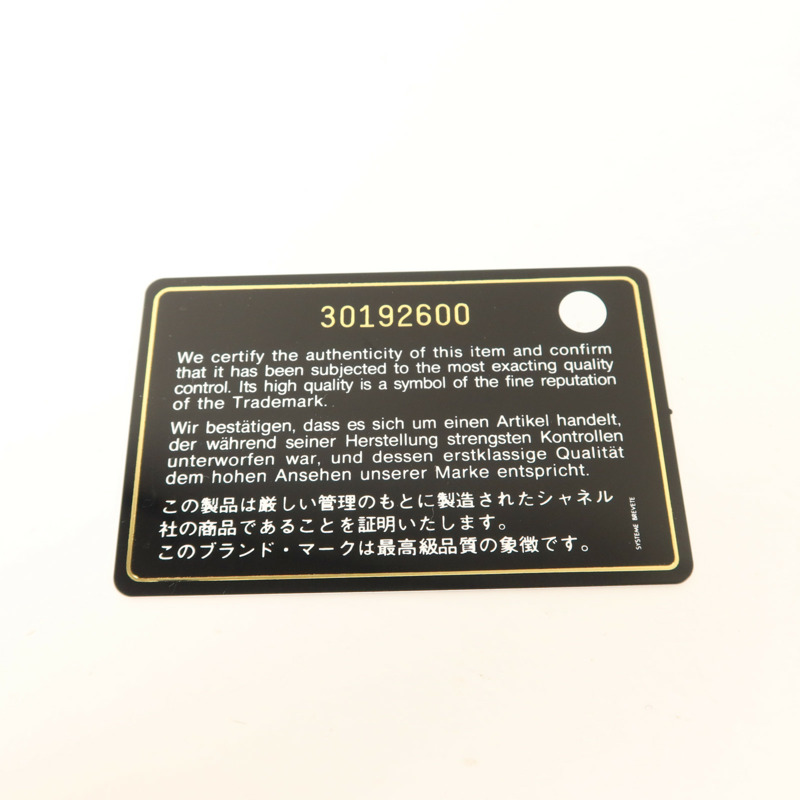 30192600
We certify the authenticity of this item and confirm
that it has been subjected to the most exacting quality
control. Its high quality is a symbol of the fine reputation
of the Trademark.
Wir bestätigen, dass es sich um einen Artikel handelt,
der während seiner Herstellung strengsten Kontrollen
unterworfen war, und dessen erstklassige Qualität
dem hohen Ansehen unserer Marke entspricht.
この製品は厳しい管理のもとに製造されたシャネル
社の商品であることを証明いたします。
このブランド・マークは最高級品質の象徴です。
SYSTEME BREVETE